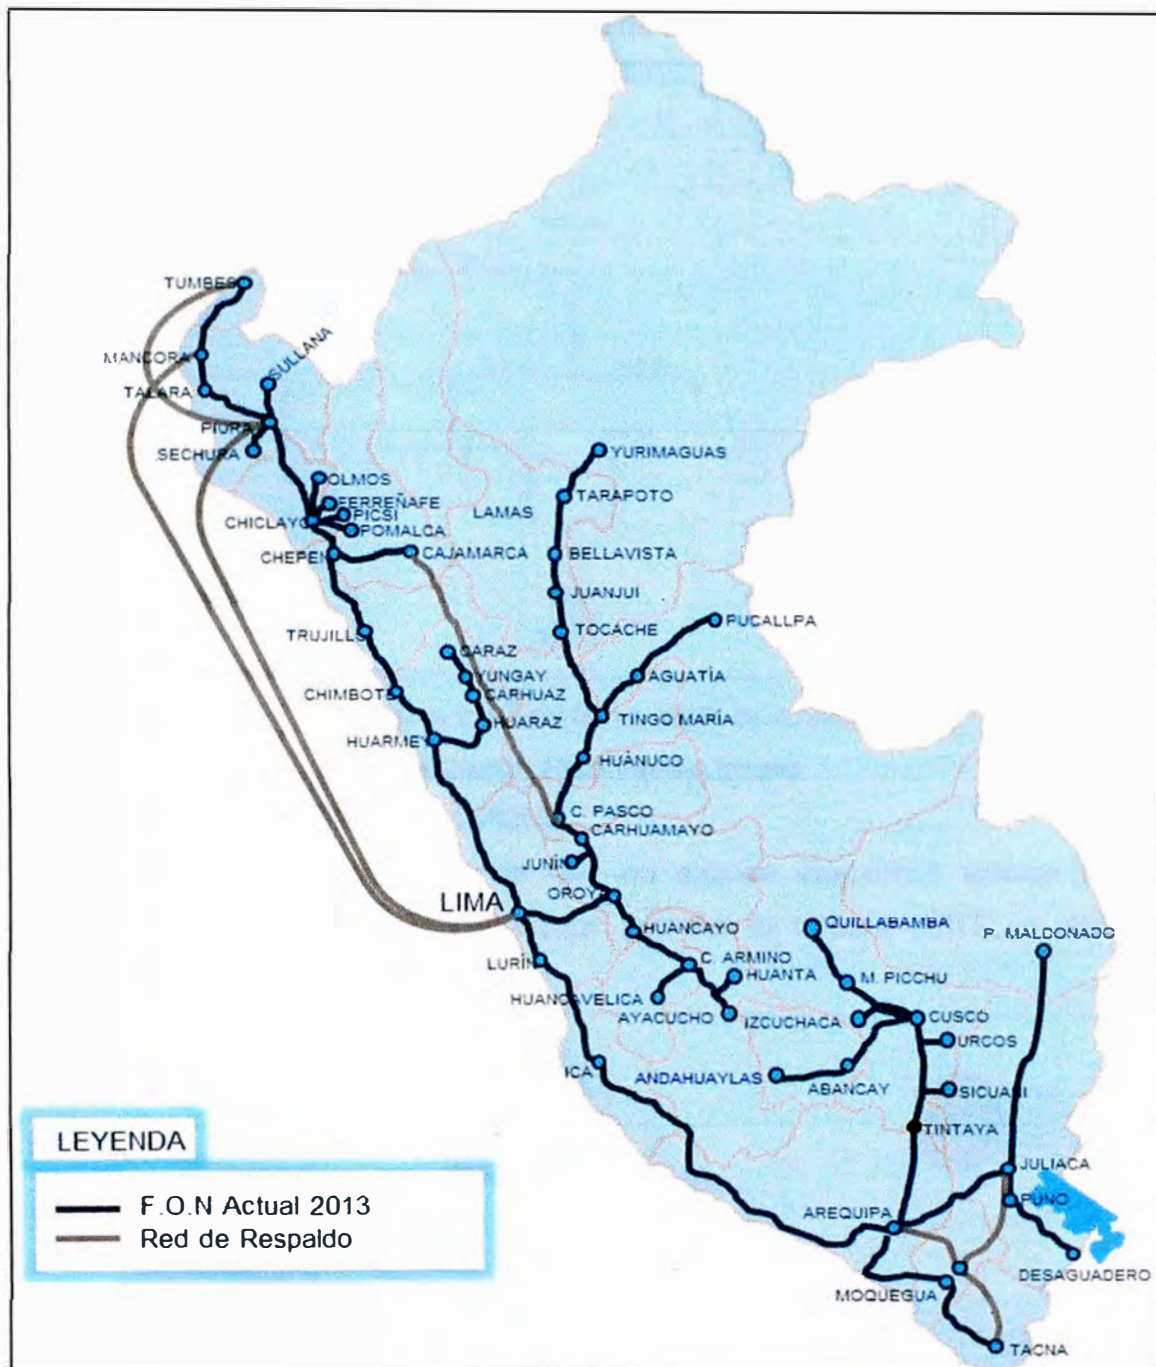 TUMBES
MANCORA
SULLANA
TALARA
PIURA
SECHURA
YURIMAGUAS
OLMOS
TARAPOTO
FERREÑAFE
LAMAS
PICSI
CHICLAYO
POMALCA
CHEPEN
CAJAMARCA
BELLAVISTA
JUANJUI
PUCALLPA
TRUJILLO
TOCACHE
CARAZ
YUNGAY
AGUATÍA
CHIMBOTE
CARHUAZ
HUARAZ
TINGO MARÍA
HUARMEY
HUÁNUCO
C. PASCO
CARHUAMAYO
JUNÍN
OROYA
LIMA
QUILLABAMBA
HUANCAYO
P. MALDONADO
C. ARMINO
LURÍN
HUANTA
M. PICCHU
HUANCAVELICA
AYACUCHO
IZCUCHACA
CUSCO
URCOS
ICA
ANDAHUAYLAS
ABANCAY
SICUANI
TINTAYA
LEYENDA
JULIACA
PUNO
F.O.N Actual 2013
AREQUIPA
Red de Respaldo
DESAGUADERO
MOQUEGUA
TACNA